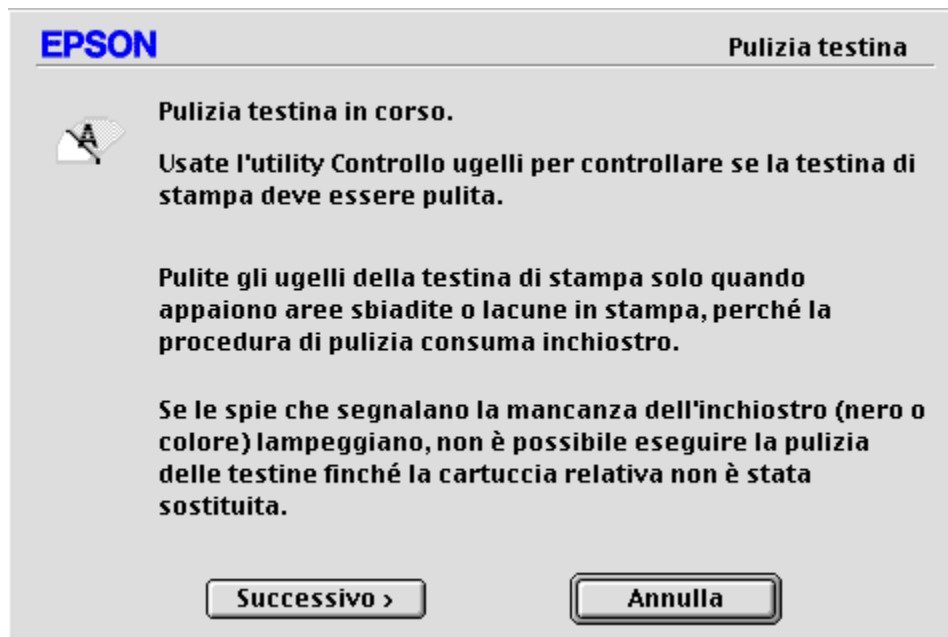 EPSON
Pulizia testina
A
Pulizia testina in corso.
Usate l'utility Controllo ugelli per controllare se la testina di
stampa deve essere pulita.
Pulite gli ugelli della testina di stampa solo quando
appaiono aree sbiadite o lacune in stampa, perché la
procedura di pulizia consuma inchiostro.
Se le spie che segnalano la mancanza dell'inchiostro (nero o
colore) lampeggiano, non è possibile eseguire la pulizia
delle testine finché la cartuccia relativa non è stata
sostituita.
Successivo >
Annulla